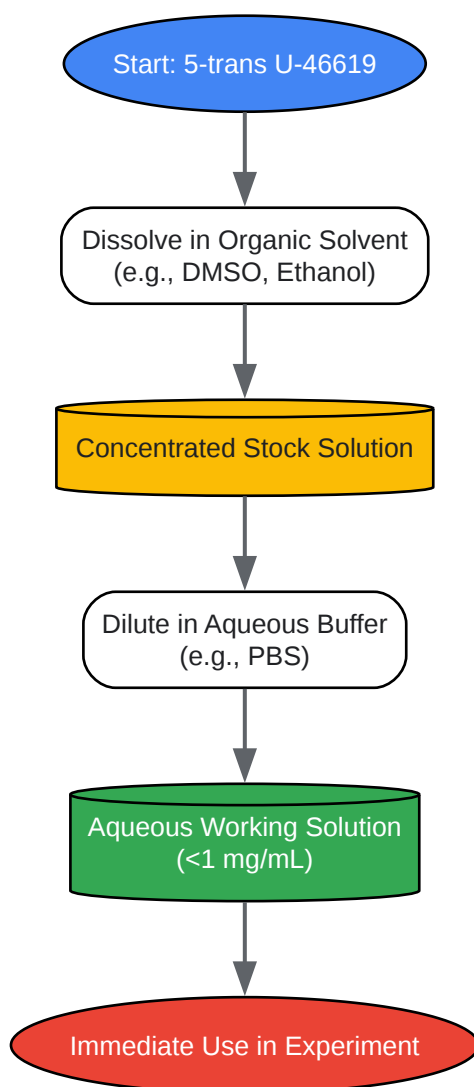 Start: 5-trans U-46619
Dissolve in Organic Solvent
(e.g., DMSO, Ethanol)
Concentrated Stock Solution
Dilute in Aqueous Buffer
(e.g., PBS)
Aqueous Working Solution
(<1 mg/mL)
Immediate Use in Experiment